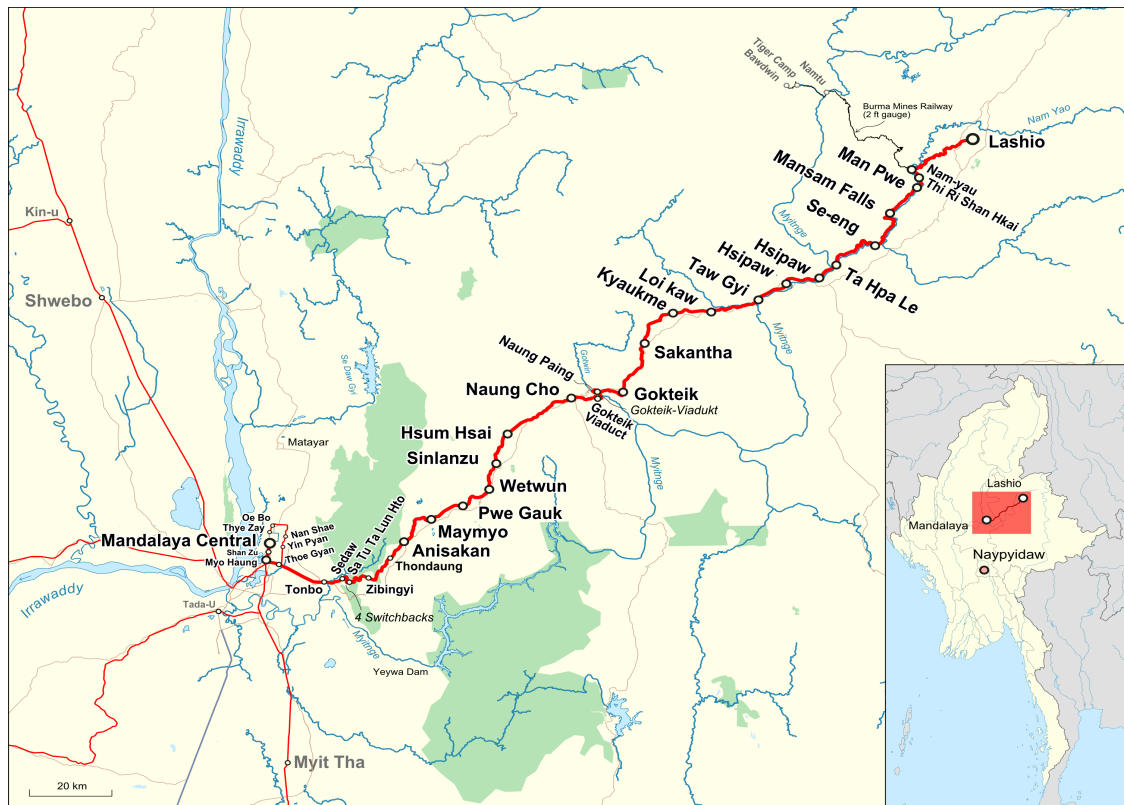 Tiger Camp
Bawdwin
Namtu
Burma Mines Railway
(2 ft gauge)
Nam Yao
Lashio
Man Pwe
Nam-yau
Thi Ri Shan Hkai
Mansam Falls
Se-eng
Myitnge
Hsipaw
Hsipaw
Ta Hpa Le
Taw Gyi
Loi kaw
Kyaukme
Myitnge
Irrawaddy
Kin-u
Shwebo
Se Daw Gyi
Sakantha
Gotwin
Naung Paing
Naung Cho
Gokteik
Gokteik-Viadukt
Gokteik
Viaduct
Hsum Hsai
Sinlanzu
Myitnge
Wetwun
Pwe Gauk
Maymyo
Anisakan
Thondaung
Matayar
Oe Bo
Thye Zay
Nan Shae
Mandalaya Central
Yin Pyan
Shan Zu
Thoe Gyan
Myo Haung
Sedaw
Sa Tu Ta Lun Hto
Tonbo
Zibingyi
4 Switchbacks
Irrawaddy
Tada-U
Myitnge
Yeywa Dam
Myit Tha
20 km
Lashio
Mandalaya
Naypyidaw